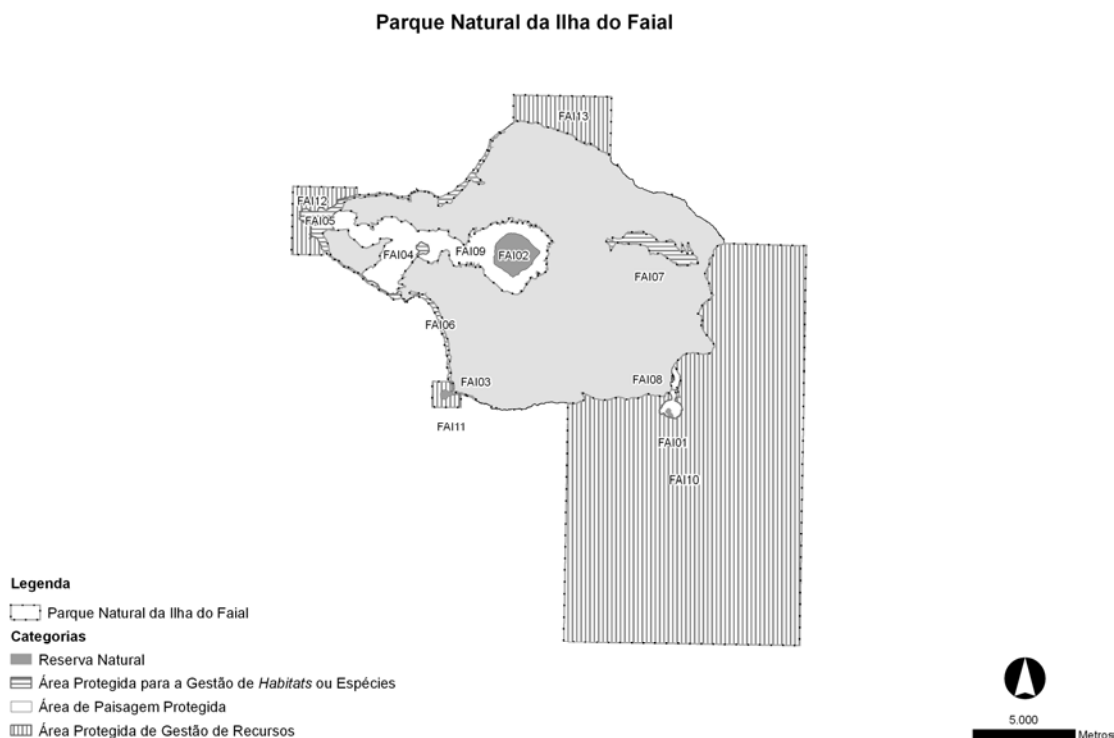 Parque Natural da Ilha do Faial
FAI13
FAI12
FAI05
FAI04
FAI09
FAI02
FAI07
FAI06
FAI03
FAI08
FAI11
FAI01
FAI10
Legenda
Parque Natural da Ilha do Faial
Categorias
Reserva Natural
Área Protegida para a Gestão de Habitats ou Espécies
Área de Paisagem Protegida
Área Protegida de Gestão de Recursos
5.000
Metros